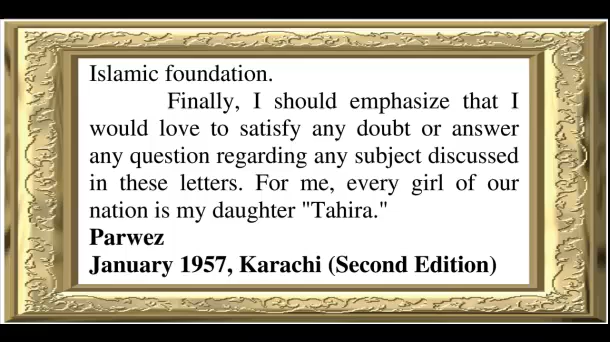 Islamic foundation.
Finally, I should emphasize that I
would love to satisfy any doubt or answer
any question regarding any subject discussed
in these letters. For me, every girl of our
nation is my daughter "Tahira."
Parwez
January 1957, Karachi (Second Edition)